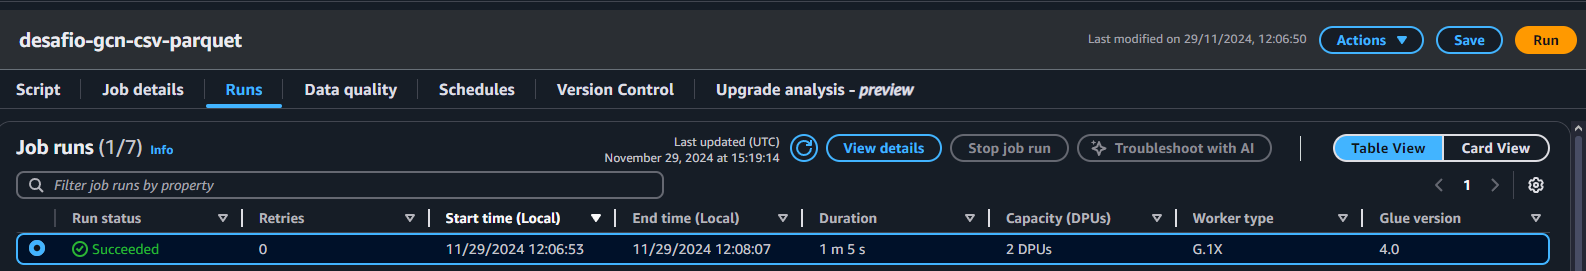 desafio-gcn-csv-parquet
Last modified on 29/11/2024, 12:06:50 Actions Save Run
Script Job details Runs Data quality Schedules Version Control Upgrade analysis - preview
Job runs (1/7) Info
Last updated (UTC)
November 29, 2024 at 15:19:14
View details Stop job run Troubleshoot with AI Table View Card View
Filter job runs by property
1
Run status Retries Start time (Local) End time (Local) Duration Capacity (DPUs) Worker type Glue version
Succeeded 0 11/29/2024 12:06:53 11/29/2024 12:08:07 1 m 5 s 2 DPUs G.1X 4.0